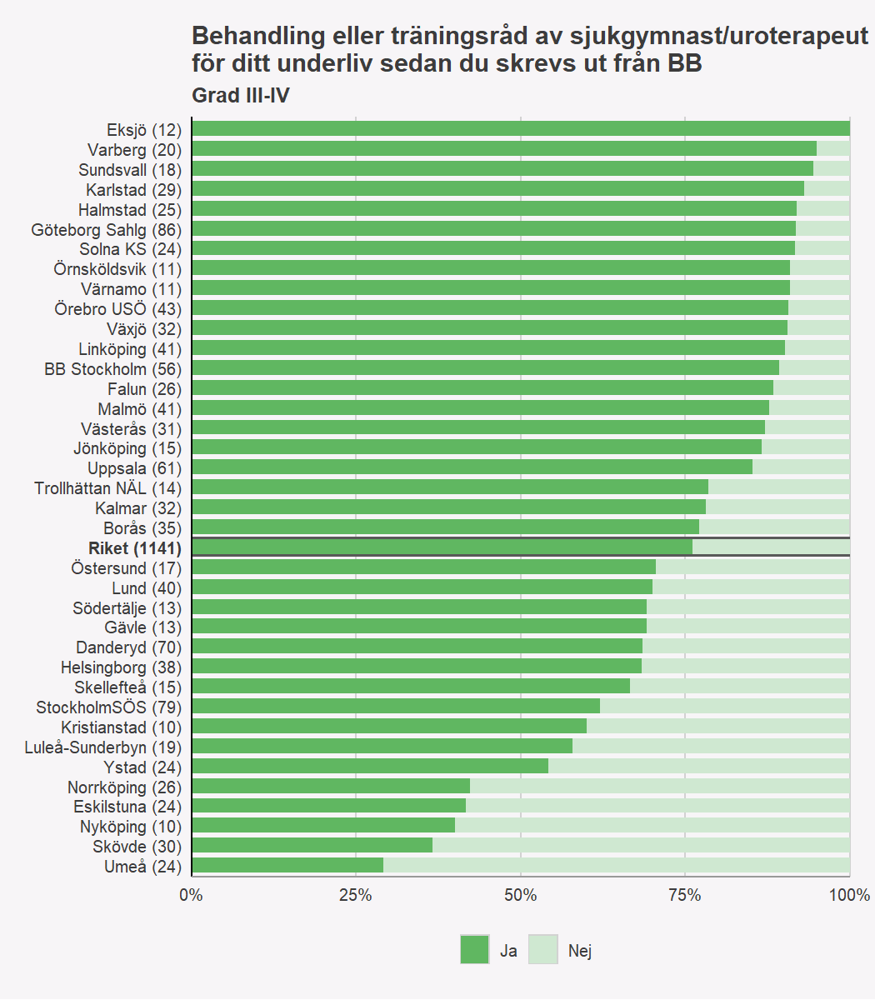 Behandling eller träningsråd av sjukgymnast/uroterapeut
för ditt underliv sedan du skrevs ut från BB
Grad III-IV
Eksjö (12)
Varberg (20)
Sundsvall (18)
Karlstad (29)
Halmstad (25)
Göteborg Sahlg (86)
Solna KS (24)
Örnsköldsvik (11)
Värnamo (11)
Örebro USÖ (43)
Växjö (32)
Linköping (41)
BB Stockholm (56)
Falun (26)
Malmö (41)
Västerås (31)
Jönköping (15)
Uppsala (61)
Trollhättan NÄL (14)
Kalmar (32)
Borås (35)
Riket (1141)
Östersund (17)
Lund (40)
Södertälje (13)
Gävle (13)
Danderyd (70)
Helsingborg (38)
Skellefteå (15)
StockholmSÖS (79)
Kristianstad (10)
Luleå-Sunderbyn (19)
Ystad (24)
Norrköping (26)
Eskilstuna (24)
Nyköping (10)
Skövde (30)
Umeå (24)
0% 25% 50% 75% 100%
Ja Nej